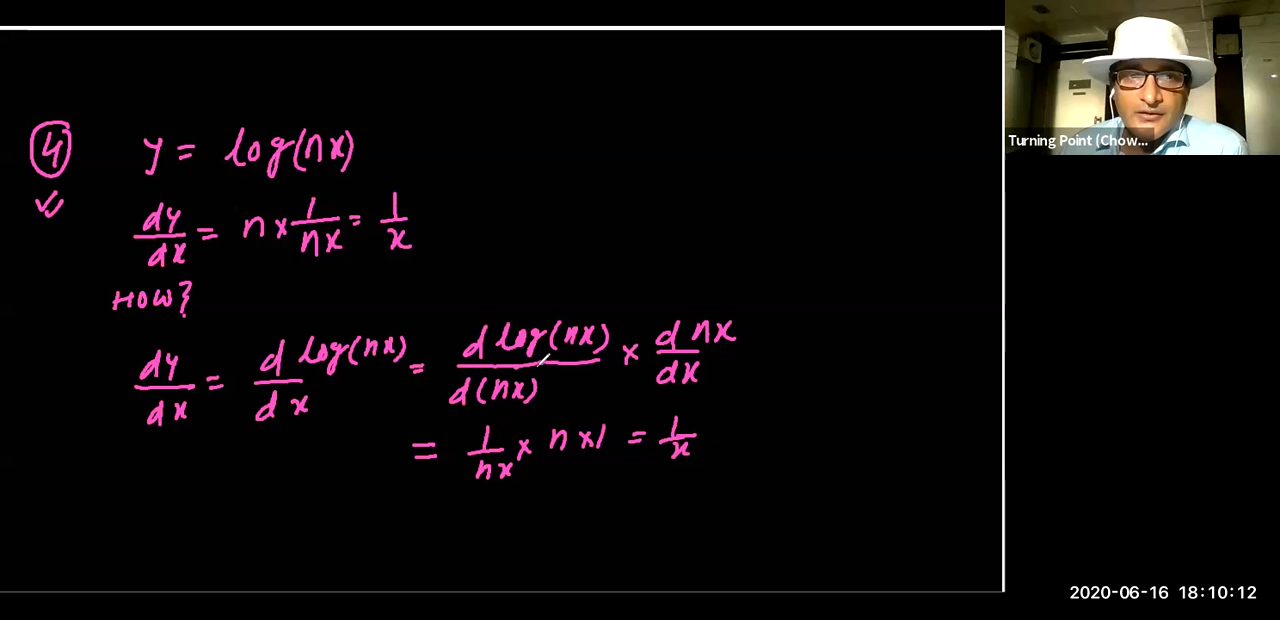 ④ y = log(nx)
dy/dx = n × 1/nx = 1/x
HOW?
dy/dx = d/dx log(nx) = d log(nx)/d(nx) × d nx/dx
= 1/nx × n × 1 = 1/x
Turning Point (Chow...
2020-06-16 18:10:12